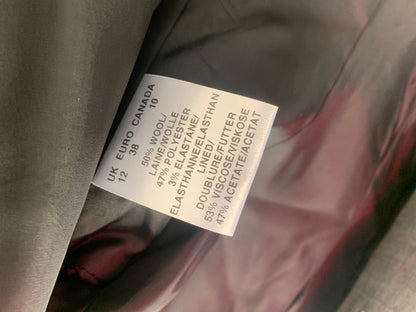 UK EURO CANADA
12 38 10
50% WOOL/
LAINE/WOLLE
47% POLYESTER
3% ELASTANE/
ELASTHANNE/ELASTHAN
LINED/
DOUBLURE/FUTTER
53% VISCOSE/VISKOSE
47% ACETATE/ACETAT